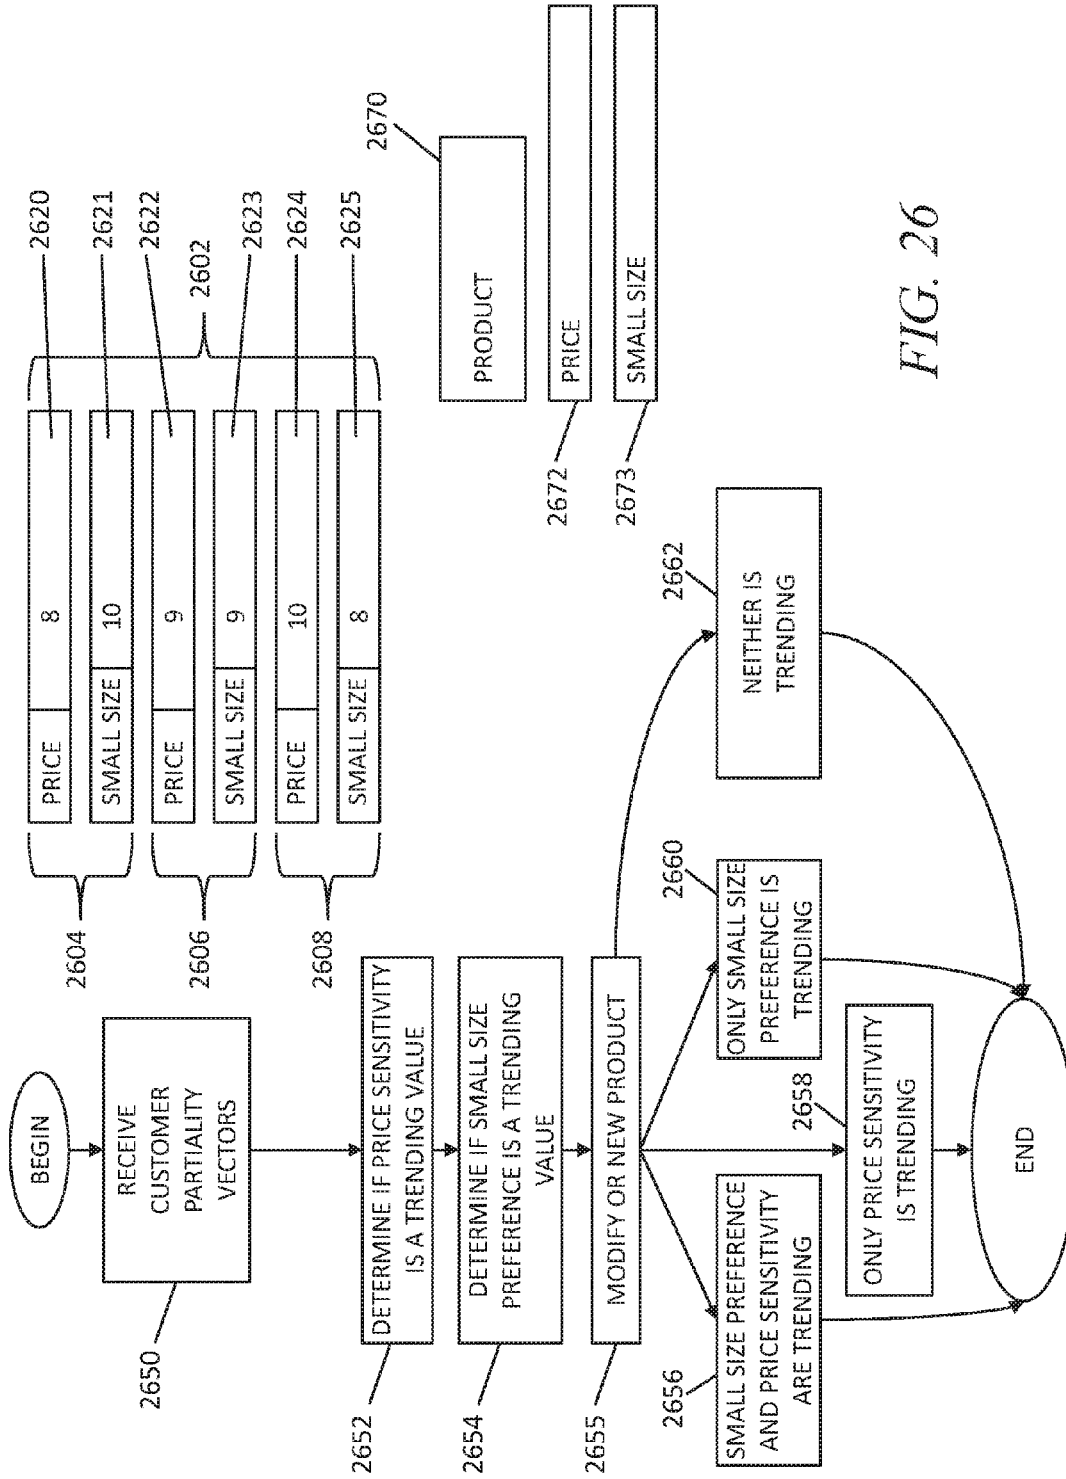 BEGIN
RECEIVE
CUSTOMER
PARTIALITY
VECTORS
2650
DETERMINE IF PRICE SENSITIVITY
IS A TRENDING VALUE
2652
DETERMINE IF SMALL SIZE
PREFERENCE IS A TRENDING
VALUE
2654
MODIFY OR NEW PRODUCT
2655
SMALL SIZE PREFERENCE
AND PRICE SENSITIVITY
ARE TRENDING
2656
ONLY PRICE SENSITIVITY
IS TRENDING
2658
ONLY SMALL SIZE
PREFERENCE IS
TRENDING
2660
NEITHER IS
TRENDING
2662
END
2604
PRICE 8
2620
SMALL SIZE 10
2621
2606
PRICE 9
2622
SMALL SIZE 9
2623
2608
PRICE 10
2624
SMALL SIZE 8
2625
2602
PRODUCT
2670
2672
PRICE
2673
SMALL SIZE
FIG. 26